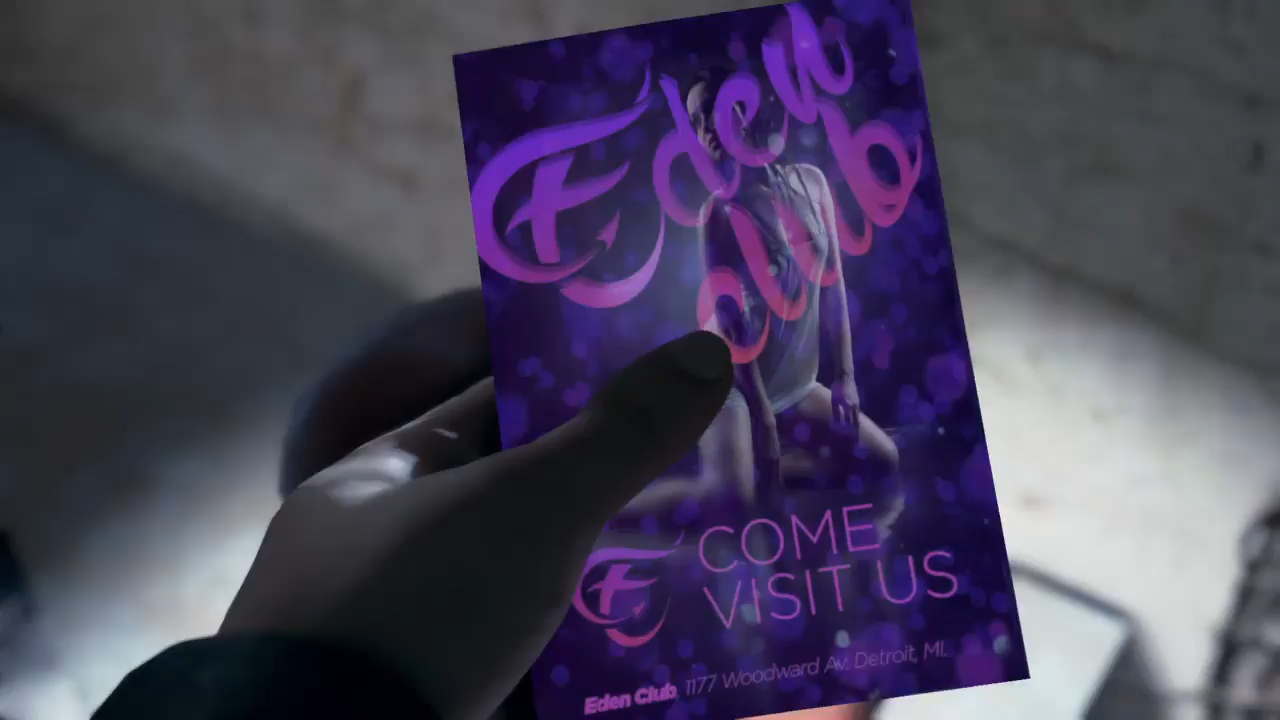 Eden
club
COME
VISIT US
Eden Club, 1177 Woodward Av. Detroit, MI.